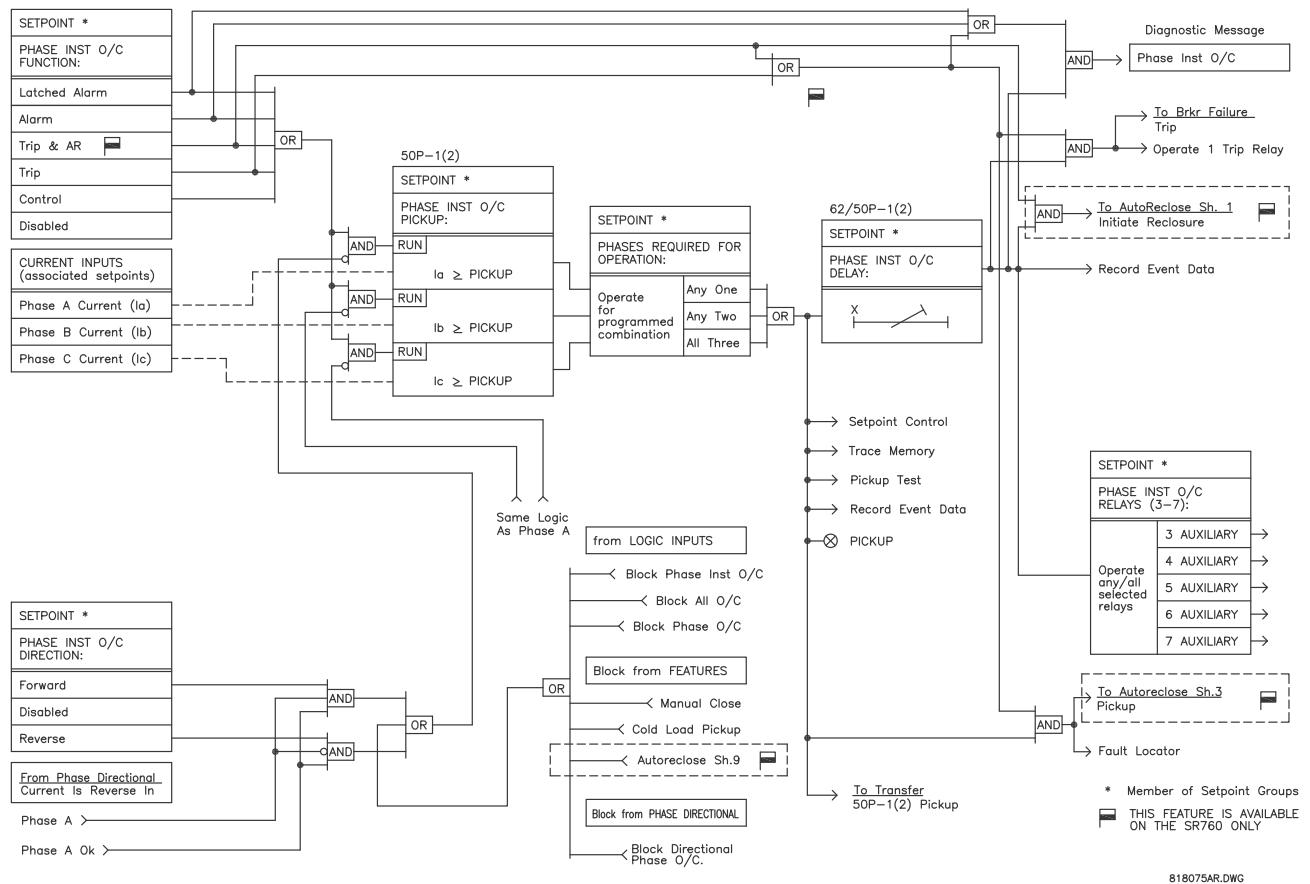 SETPOINT *
PHASE INST O/C
FUNCTION:
Latched Alarm
Alarm
Trip & AR
Trip
Control
Disabled
CURRENT INPUTS
(associated setpoints)
Phase A Current (Ia)
Phase B Current (Ib)
Phase C Current (Ic)
OR
AND
AND
AND
50P-1(2)
SETPOINT *
PHASE INST O/C
PICKUP:
RUN
Ia ≥ PICKUP
RUN
Ib ≥ PICKUP
RUN
Ic ≥ PICKUP
Same Logic
As Phase A
SETPOINT *
PHASES REQUIRED FOR
OPERATION:
Operate
for
programmed
combination
Any One
Any Two
All Three
OR
OR
OR
62/50P-1(2)
SETPOINT *
PHASE INST O/C
DELAY:
X
Setpoint Control
Trace Memory
Pickup Test
Record Event Data
PICKUP
To Transfer
50P-1(2) Pickup
AND
Diagnostic Message
Phase Inst O/C
AND
To Brkr Failure
Trip
Operate 1 Trip Relay
AND
To AutoReclose Sh. 1
Initiate Reclosure
Record Event Data
SETPOINT *
PHASE INST O/C
RELAYS (3-7):
Operate
any/all
selected
relays
3 AUXILIARY
4 AUXILIARY
5 AUXILIARY
6 AUXILIARY
7 AUXILIARY
AND
To Autoreclose Sh.3
Pickup
Fault Locator
SETPOINT *
PHASE INST O/C
DIRECTION:
Forward
Disabled
Reverse
From Phase Directional
Current Is Reverse In
Phase A
Phase A Ok
AND
AND
OR
OR
from LOGIC INPUTS
Block Phase Inst O/C
Block All O/C
Block Phase O/C
Block from FEATURES
Manual Close
Cold Load Pickup
Autoreclose Sh.9
Block from PHASE DIRECTIONAL
Block Directional
Phase O/C.
* Member of Setpoint Groups
THIS FEATURE IS AVAILABLE
ON THE SR760 ONLY
818075AR.DWG